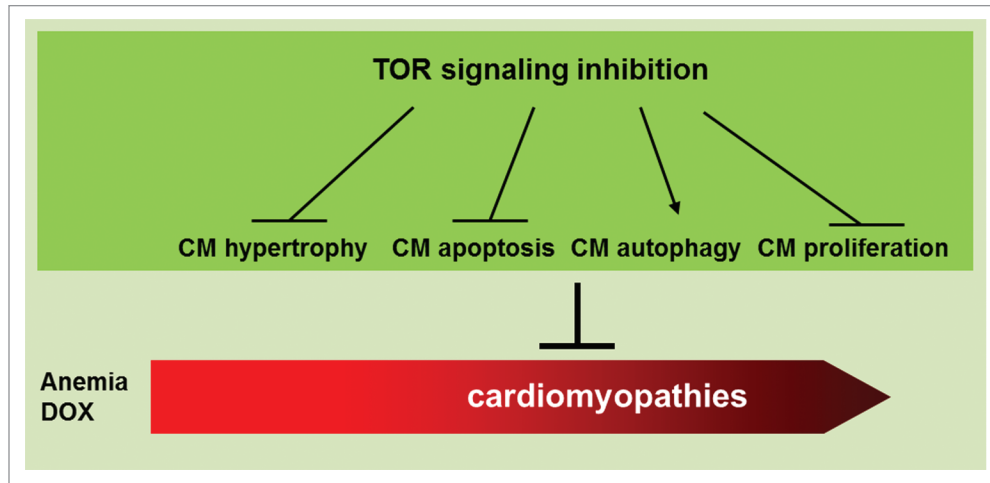 TOR signaling inhibition
CM hypertrophy CM apoptosis CM autophagy CM proliferation
Anemia
DOX
cardiomyopathies